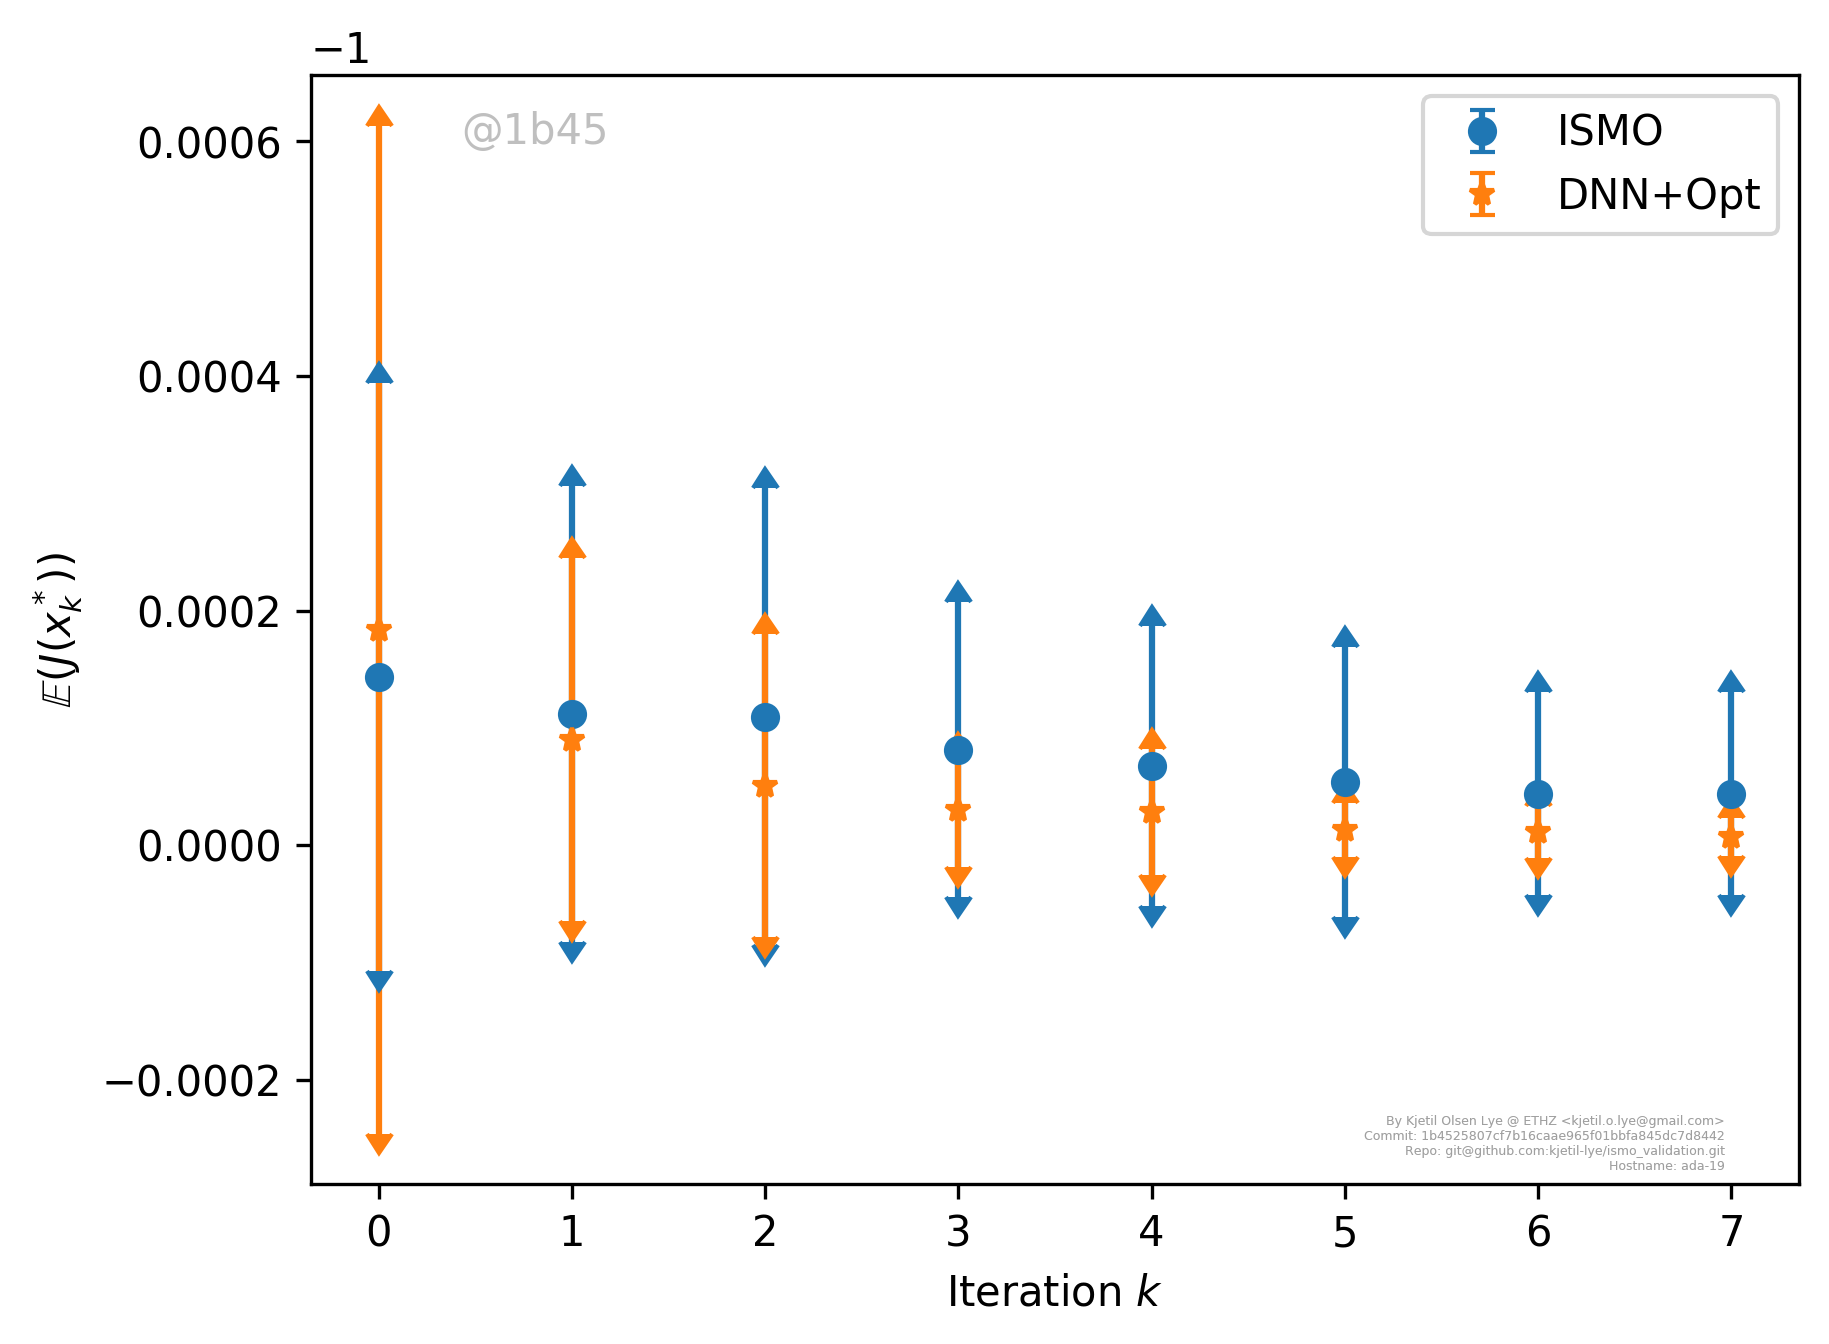 −1
@1b45
ISMO
DNN+Opt
0.0006
0.0004
0.0002
0.0000
−0.0002
𝔼(J(x*k))
By Kjetil Olsen Lye @ ETHZ <kjetil.o.lye@gmail.com>
Commit: 1b4525807cf7b16caae965f01bbfa845dc7d8442
Repo: git@github.com:kjetil-lye/ismo_validation.git
Hostname: ada-19
0 1 2 3 4 5 6 7
Iteration k